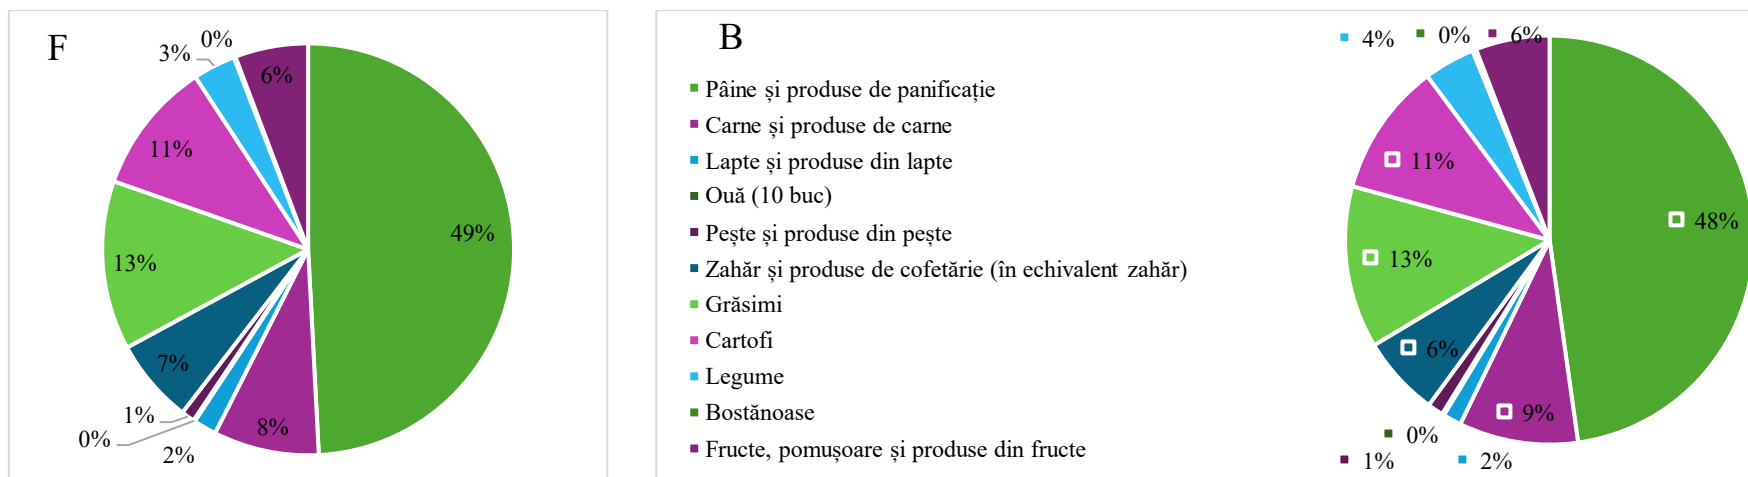 F
0%
3%
6%
11%
49%
13%
7%
1%
0%
8%
2%
B
Pâine și produse de panificație
Carne și produse de carne
Lapte și produse din lapte
Ouă (10 buc)
Pește și produse din pește
Zahăr și produse de cofetărie (în echivalent zahăr)
Grăsimi
Cartofi
Legume
Bostănoase
Fructe, pomușoare și produse din fructe
4% 0% 6%
11%
48%
13%
6%
9%
0%
1% 2%